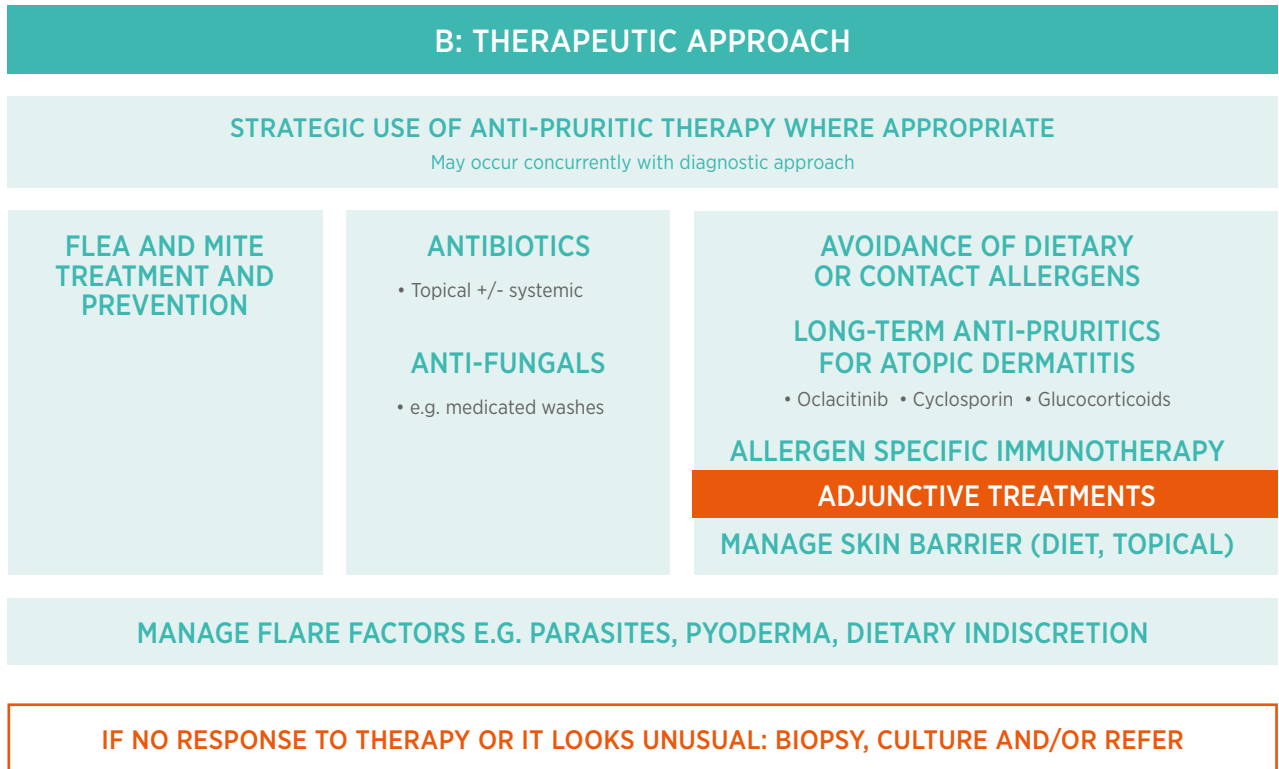 B: THERAPEUTIC APPROACH
STRATEGIC USE OF ANTI-PRURITIC THERAPY WHERE APPROPRIATE
May occur concurrently with diagnostic approach
FLEA AND MITE
TREATMENT AND
PREVENTION
ANTIBIOTICS
• Topical +/- systemic
ANTI-FUNGALS
• e.g. medicated washes
AVOIDANCE OF DIETARY
OR CONTACT ALLERGENS
LONG-TERM ANTI-PRURITICS
FOR ATOPIC DERMATITIS
• Oclacitinib • Cyclosporin • Glucocorticoids
ALLERGEN SPECIFIC IMMUNOTHERAPY
ADJUNCTIVE TREATMENTS
MANAGE SKIN BARRIER (DIET, TOPICAL)
MANAGE FLARE FACTORS E.G. PARASITES, PYODERMA, DIETARY INDISCRETION
IF NO RESPONSE TO THERAPY OR IT LOOKS UNUSUAL: BIOPSY, CULTURE AND/OR REFER